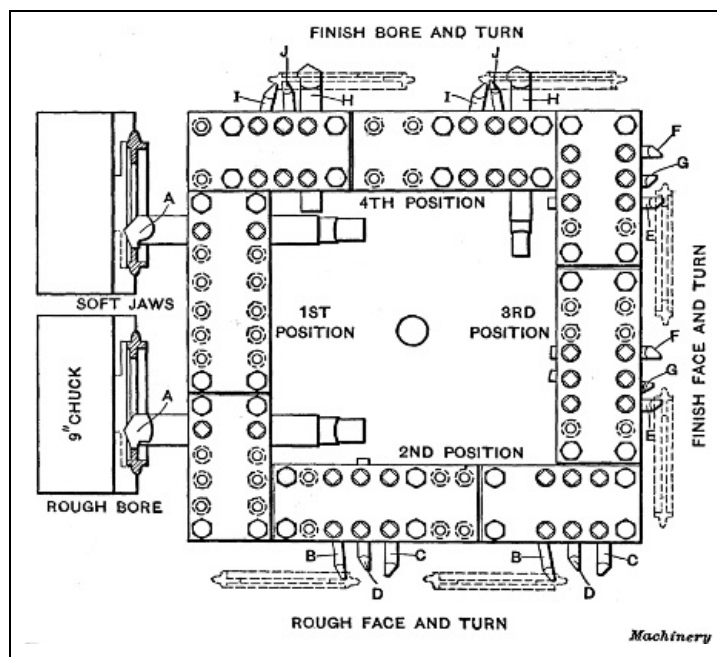 FINISH BORE AND TURN
J
J
I
H
I
H
F
G
A
4TH POSITION
E
SOFT JAWS
1ST
POSITION
3RD
POSITION
FINISH FACE AND TURN
F
G
9" CHUCK
A
E
2ND POSITION
ROUGH BORE
B
C
D
B
C
D
ROUGH FACE AND TURN
Machinery